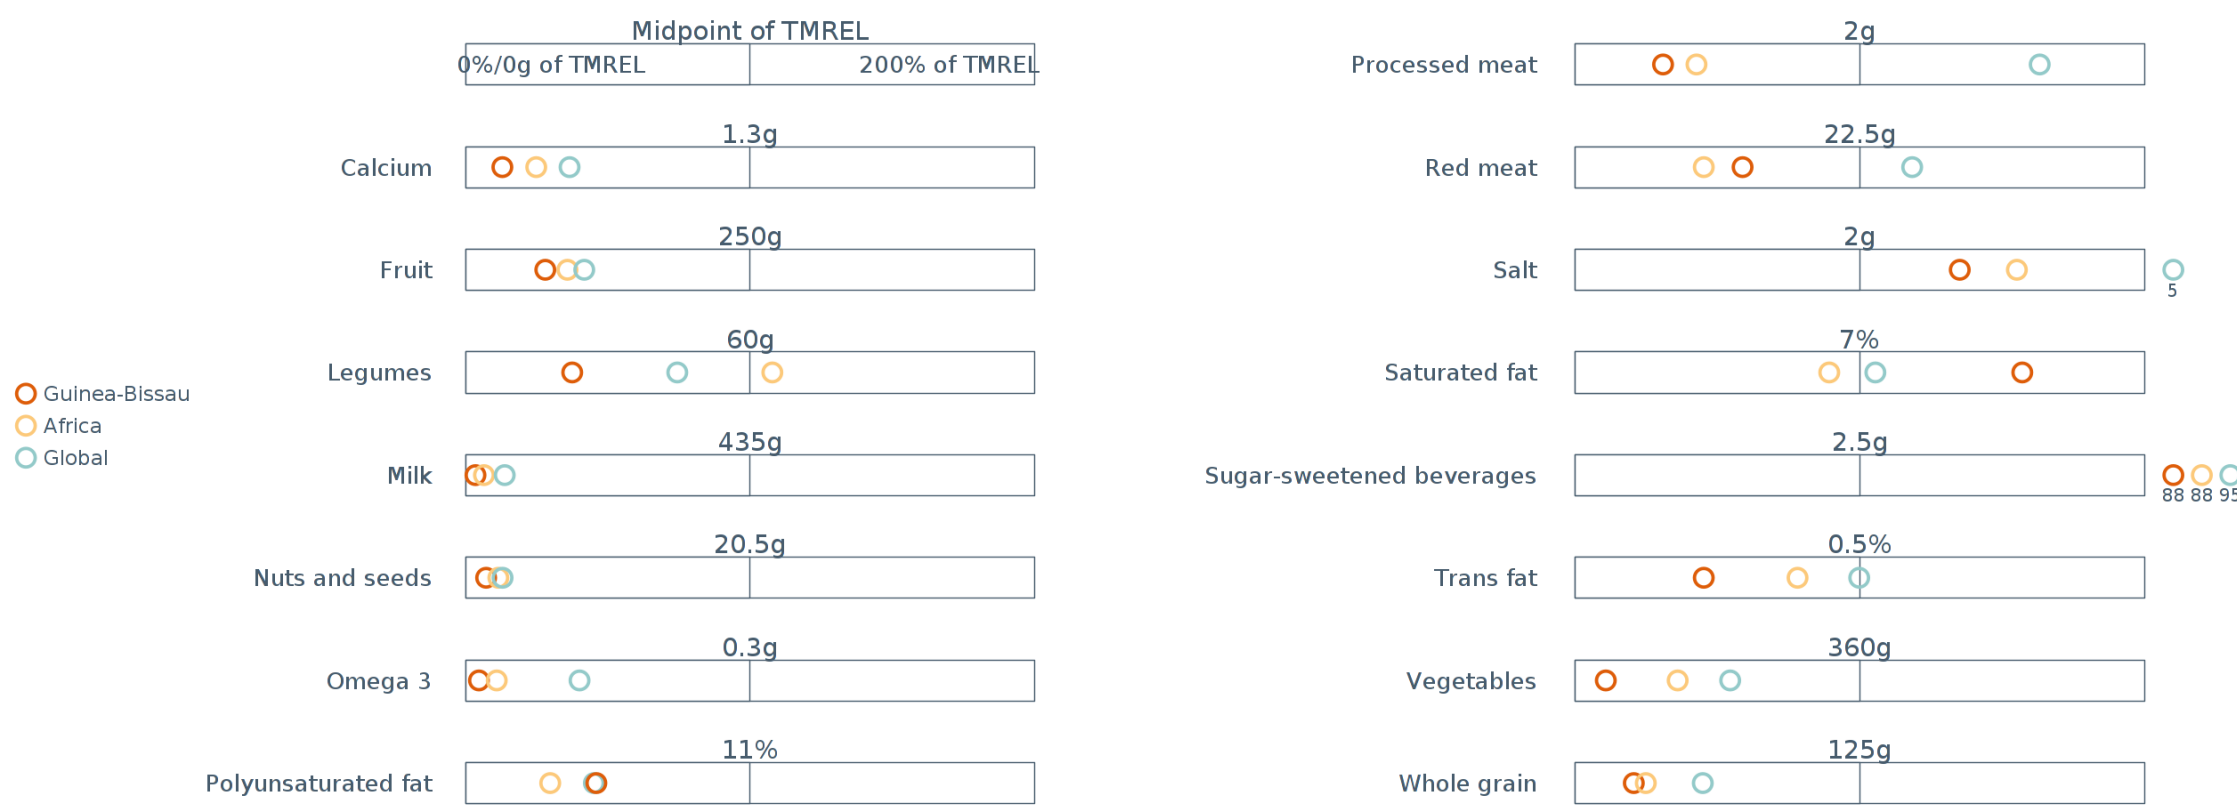 Midpoint of TMREL
0%/0g of TMREL 200% of TMREL
1.3g
Calcium
250g
Fruit
60g
Legumes
435g
Milk
20.5g
Nuts and seeds
0.3g
Omega 3
11%
Polyunsaturated fat
Guinea-Bissau
Africa
Global
2g
Processed meat
22.5g
Red meat
2g
Salt
5
7%
Saturated fat
2.5g
Sugar-sweetened beverages
88 88 95
0.5%
Trans fat
360g
Vegetables
125g
Whole grain